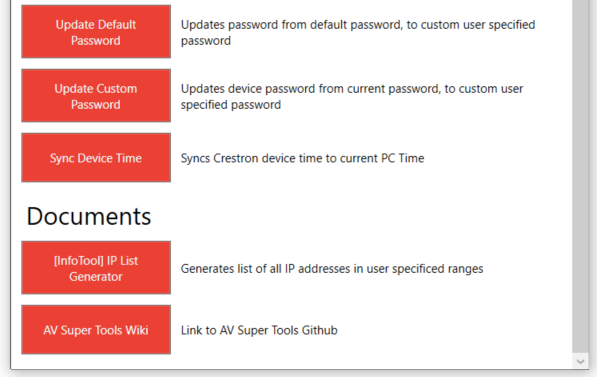 Update Default
Password
Updates password from default password, to custom user specified
password
Update Custom
Password
Updates device password from current password, to custom user
specified password
Sync Device Time
Syncs Crestron device time to current PC Time
Documents
[InfoTool] IP List
Generator
Generates list of all IP addresses in user specificed ranges
AV Super Tools Wiki
Link to AV Super Tools Github